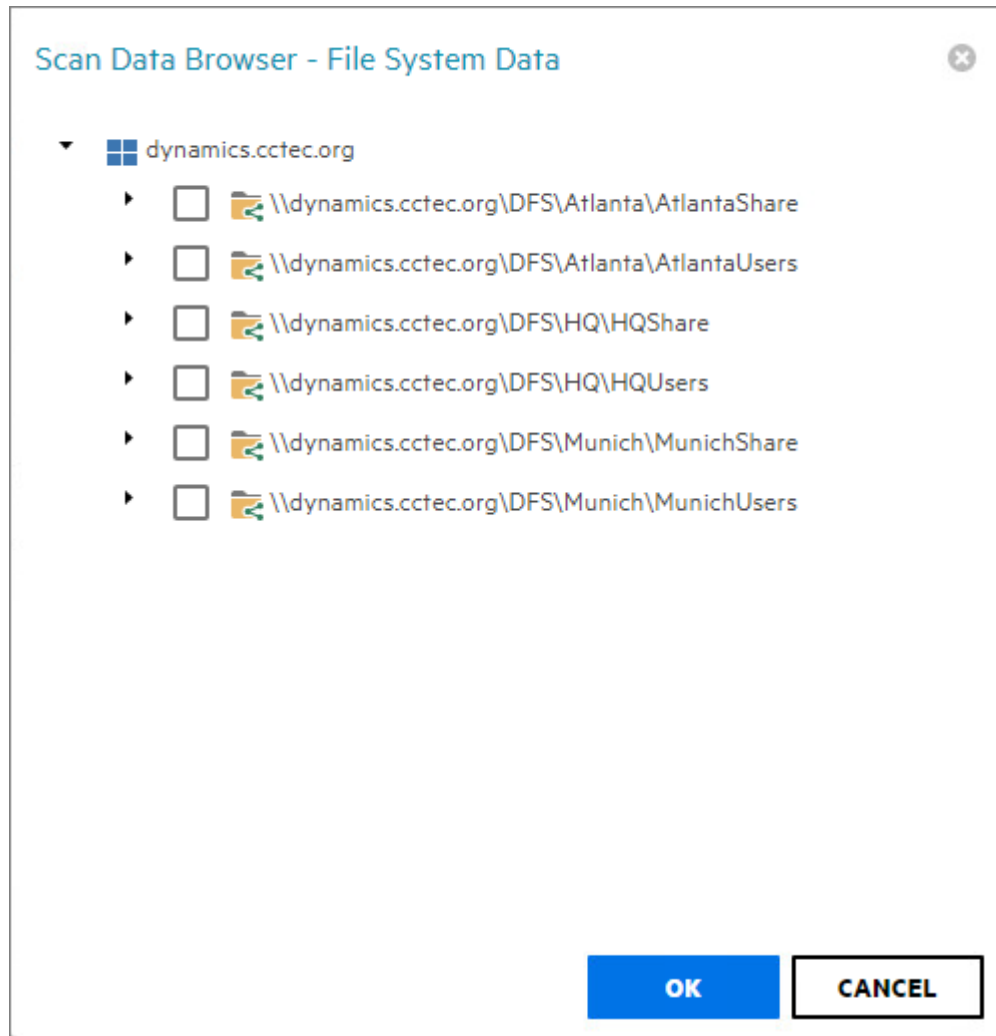 Scan Data Browser - File System Data
dynamics.cctec.org
\\dynamics.cctec.org\DFS\Atlanta\AtlantaShare
\\dynamics.cctec.org\DFS\Atlanta\AtlantaUsers
\\dynamics.cctec.org\DFS\HQ\HQShare
\\dynamics.cctec.org\DFS\HQ\HQUsers
\\dynamics.cctec.org\DFS\Munich\MunichShare
\\dynamics.cctec.org\DFS\Munich\MunichUsers
OK CANCEL